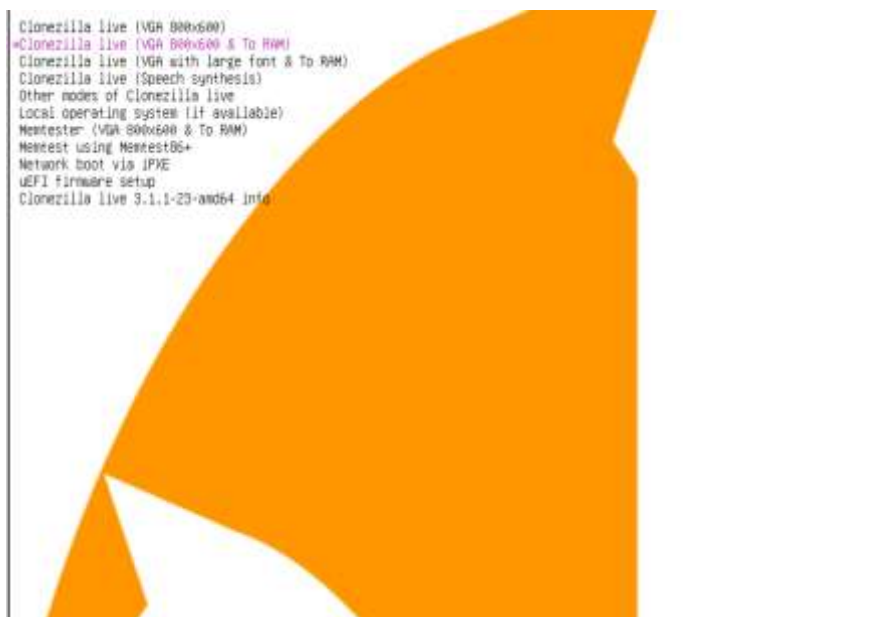 Clonezilla live (VGA 800x600)
*Clonezilla live (VGA 800x600 & To RAM)
Clonezilla live (VGA with large font & To RAM)
Clonezilla live (Speech synthesis)
Other modes of Clonezilla live
Local operating system (if available)
Memtester (VGA 800x600 & To RAM)
Memtest using Memtest86+
Network boot via iPXE
uEFI firmware setup
Clonezilla live 3.1.1-23-amd64 info